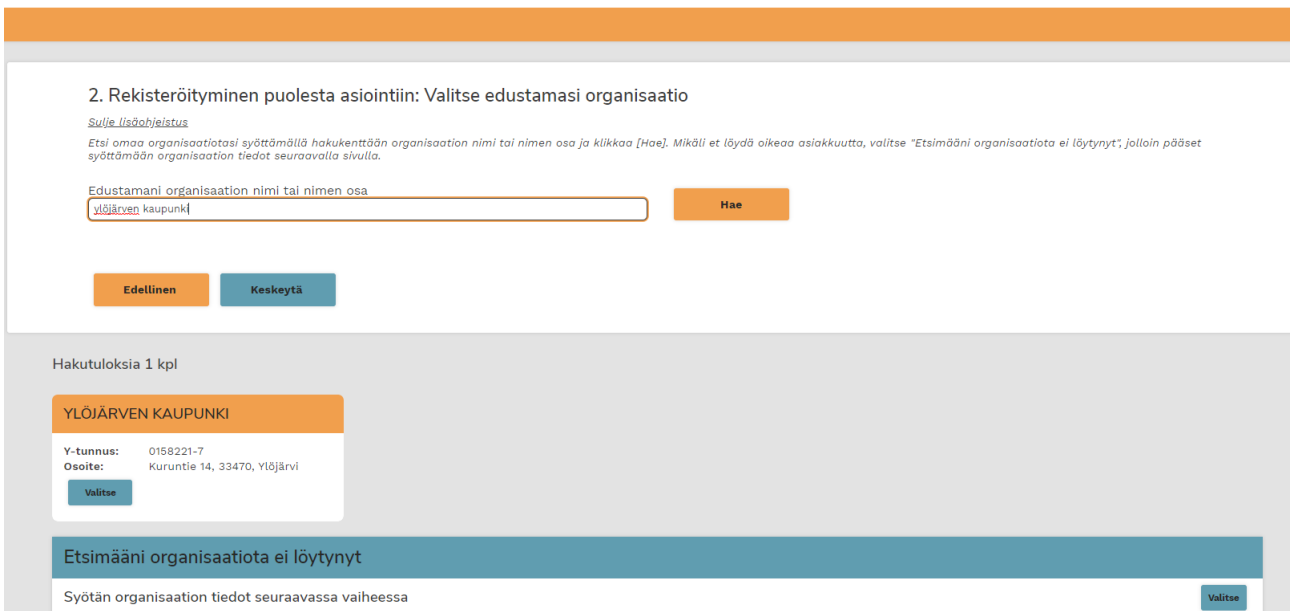 2. Rekisteröityminen puolesta asiointiin: Valitse edustamasi organisaatio
Sulje lisäohjeistus
Etsi omaa organisaatiotasi syöttämällä hakukenttään organisaation nimi tai nimen osa ja klikkaa [Hae]. Mikäli et löydä oikeaa asiakkuutta, valitse "Etsimääni organisaatiota ei löytynyt", jolloin pääset
syöttämään organisaation tiedot seuraavalla sivulla.
Edustamani organisaation nimi tai nimen osa
ylöjärven kaupunki
Hae
Edellinen
Keskeytä
Hakutuloksia 1 kpl
YLÖJÄRVEN KAUPUNKI
Y-tunnus: 0158221-7
Osoite: Kuruntie 14, 33470, Ylöjärvi
Valitse
Etsimääni organisaatiota ei löytynyt
Syötän organisaation tiedot seuraavassa vaiheessa
Valitse